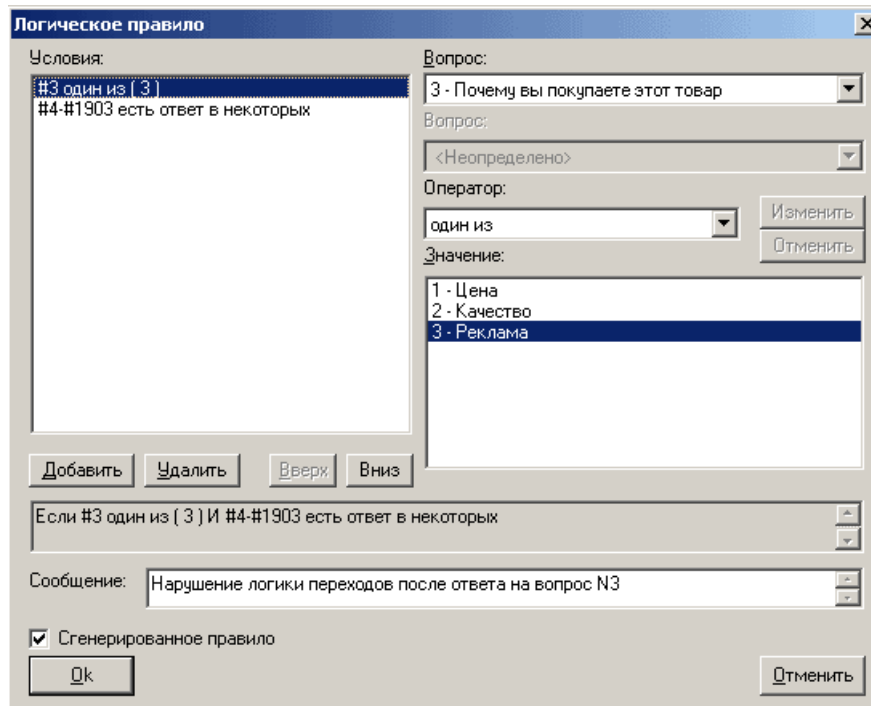 Логическое правило
Условия:
#3 один из ( 3 )
#4-#1903 есть ответ в некоторых
Вопрос:
3 - Почему вы покупаете этот товар
Вопрос:
<Неопределено>
Оператор:
один из
Изменить
Отменить
Значение:
1 - Цена
2 - Качество
3 - Реклама
Добавить Удалить Вверх Вниз
Если #3 один из ( 3 ) И #4-#1903 есть ответ в некоторых
Сообщение: Нарушение логики переходов после ответа на вопрос N3
Сгенерированное правило
Ok Отменить